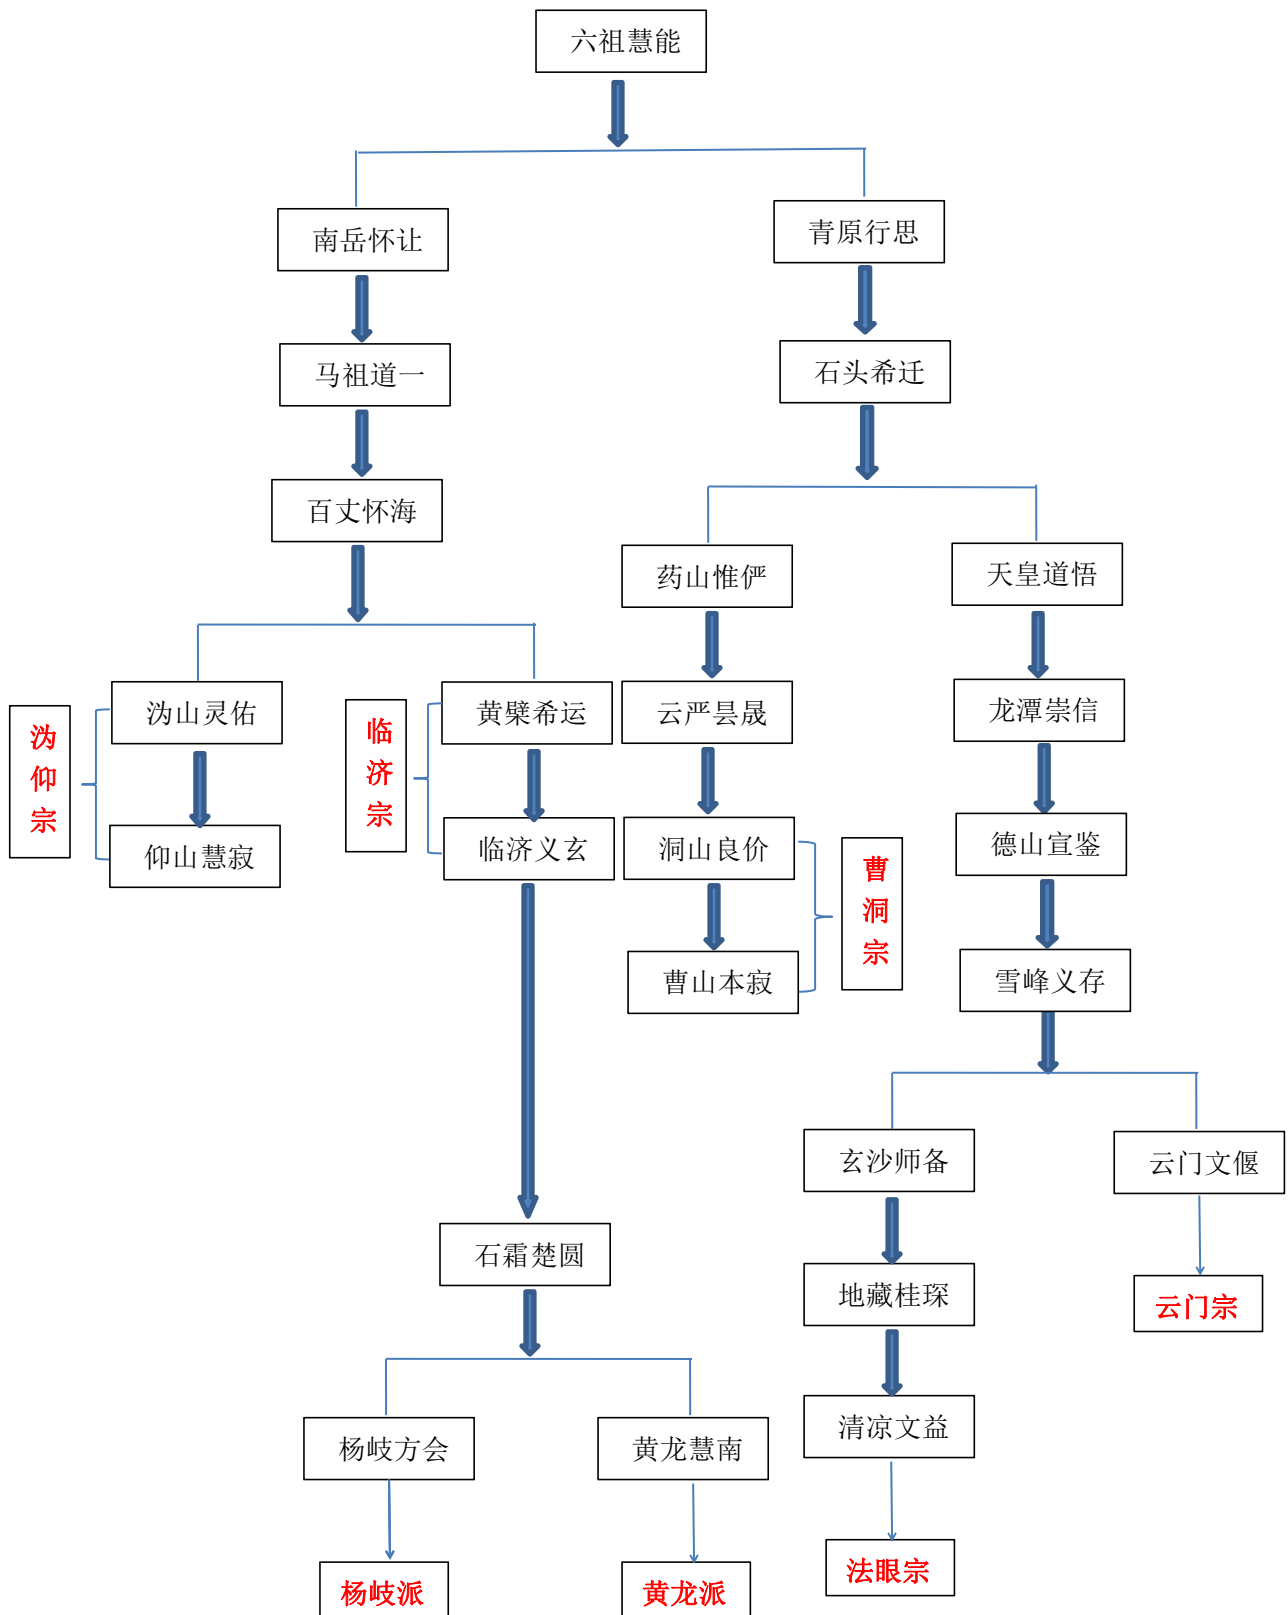 六祖慧能
南岳怀让
青原行思
马祖道一
石头希迁
百丈怀海
药山惟俨
天皇道悟
沩山灵佑
黄檗希运
云严昙晟
龙潭崇信
沩仰宗
临济宗
仰山慧寂
临济义玄
洞山良价
德山宣鉴
曹洞宗
曹山本寂
雪峰义存
玄沙师备
云门文偃
石霜楚圆
地藏桂琛
云门宗
杨岐方会
黄龙慧南
清凉文益
杨岐派
黄龙派
法眼宗